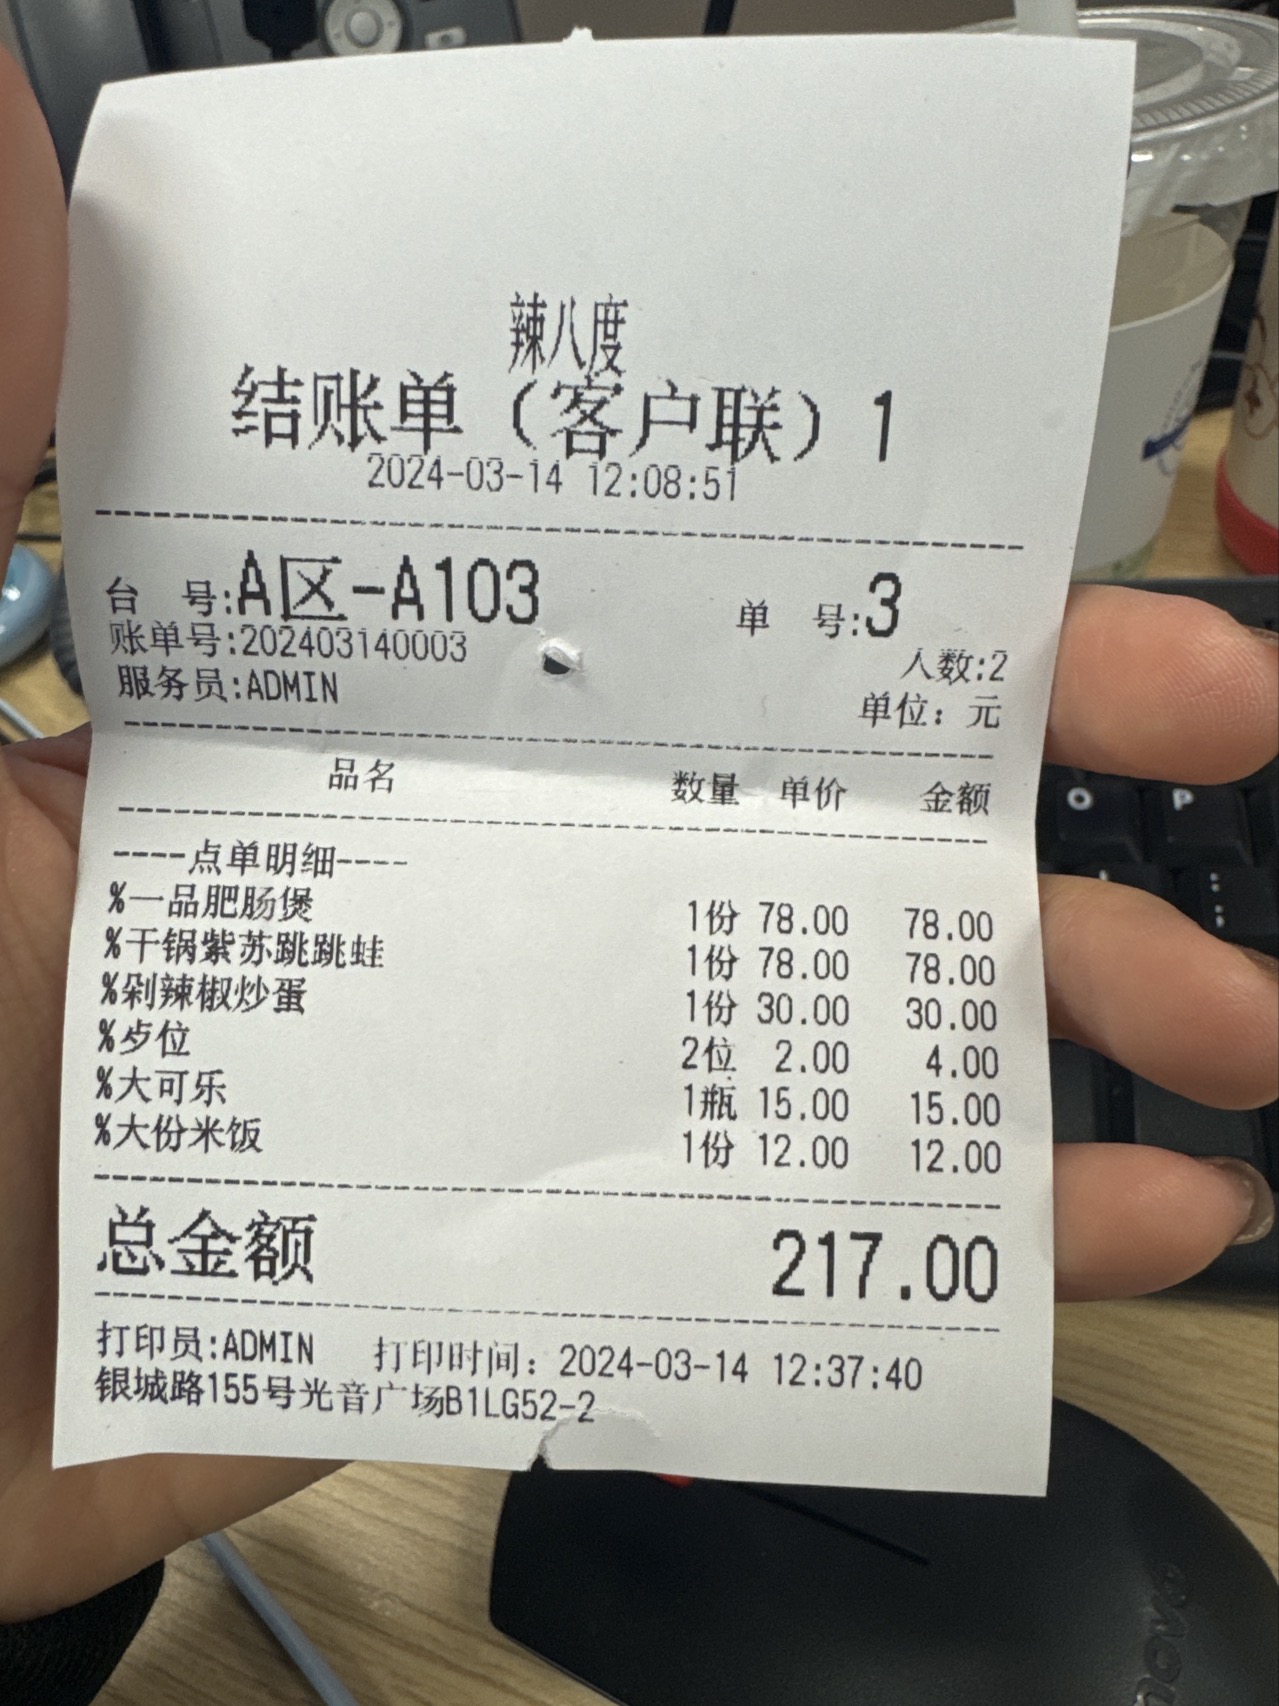 辣八度
结账单（客户联）1
2024-03-14 12:08:51
台 号:A区-A103 单 号:3
账单号:202403140003 人数:2
服务员:ADMIN 单位：元
品名 数量 单价 金额
----点单明细----
%一品肥肠煲 1份 78.00 78.00
%干锅紫苏跳跳蛙 1份 78.00 78.00
%剁辣椒炒蛋 1份 30.00 30.00
%歺位 2位 2.00 4.00
%大可乐 1瓶 15.00 15.00
%大份米饭 1份 12.00 12.00
总金额 217.00
打印员:ADMIN 打印时间：2024-03-14 12:37:40
银城路155号光音广场B1LG52-2
O P